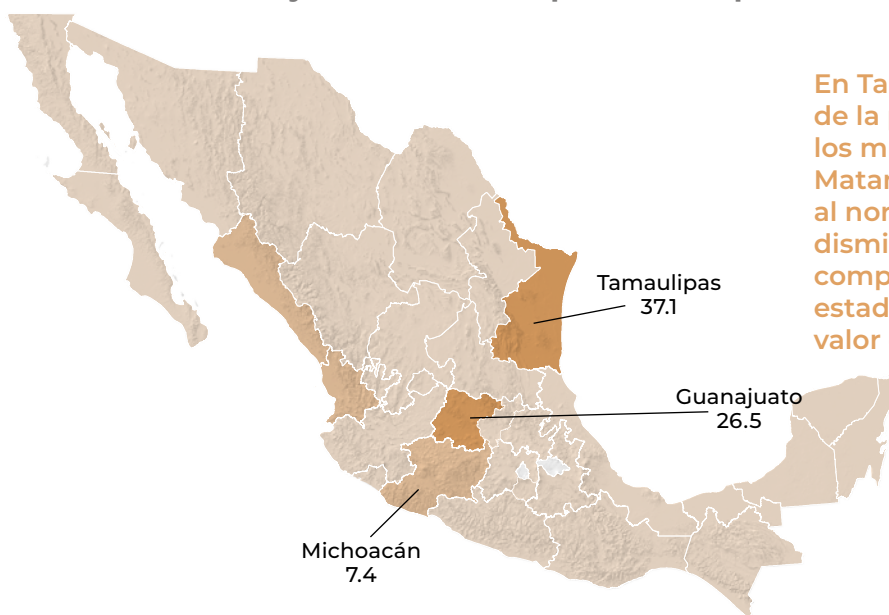 En Ta
de la
los m
Matar
al nor
dismi
comp
estad
valor
Tamaulipas
37.1
Guanajuato
26.5
Michoacán
7.4